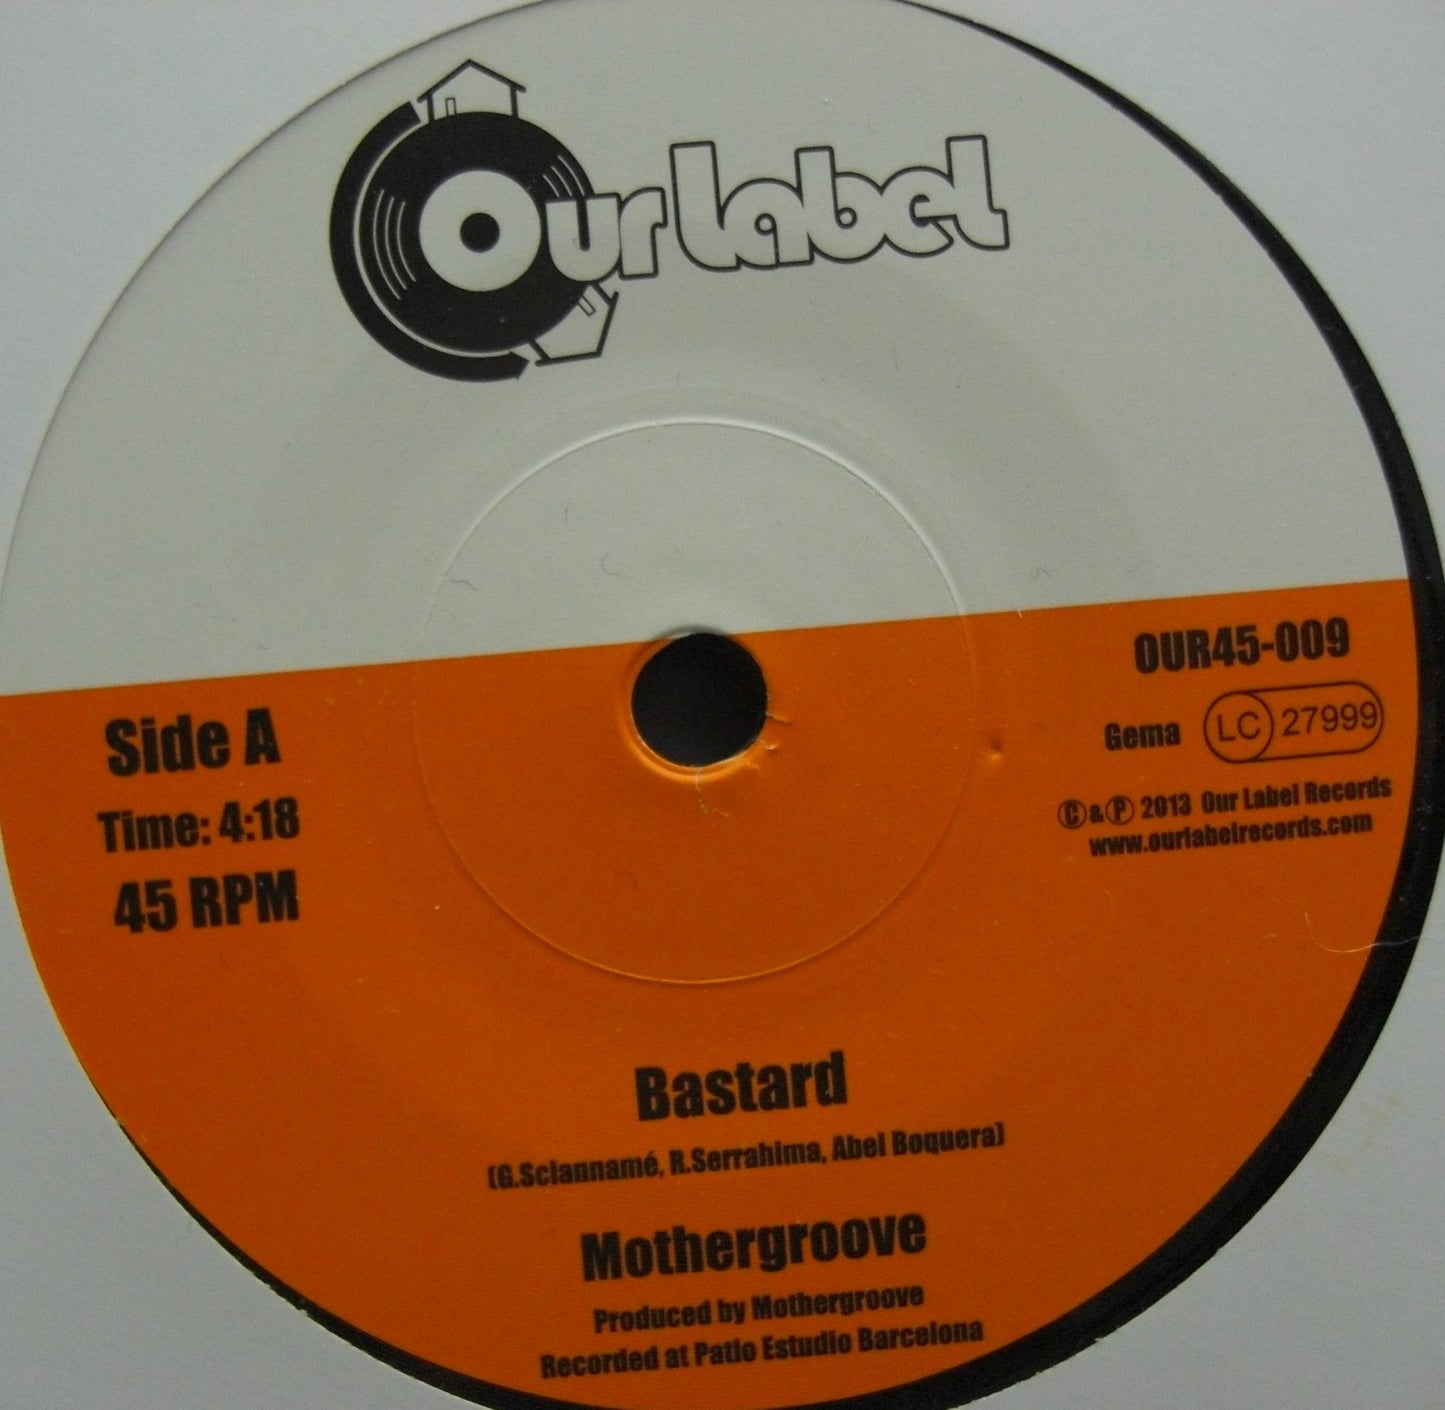 Our Label
OUR45-009
Gema LC 27999
Ⓒ & Ⓟ 2013 Our Label Records
www.ourlabelrecords.com
Side A
Time: 4:18
45 RPM
Bastard
(G.Sciannamé, R.Serrahima, Abel Boquera)
Mothergroove
Produced by Mothergroove
Recorded at Patio Estudio Barcelona